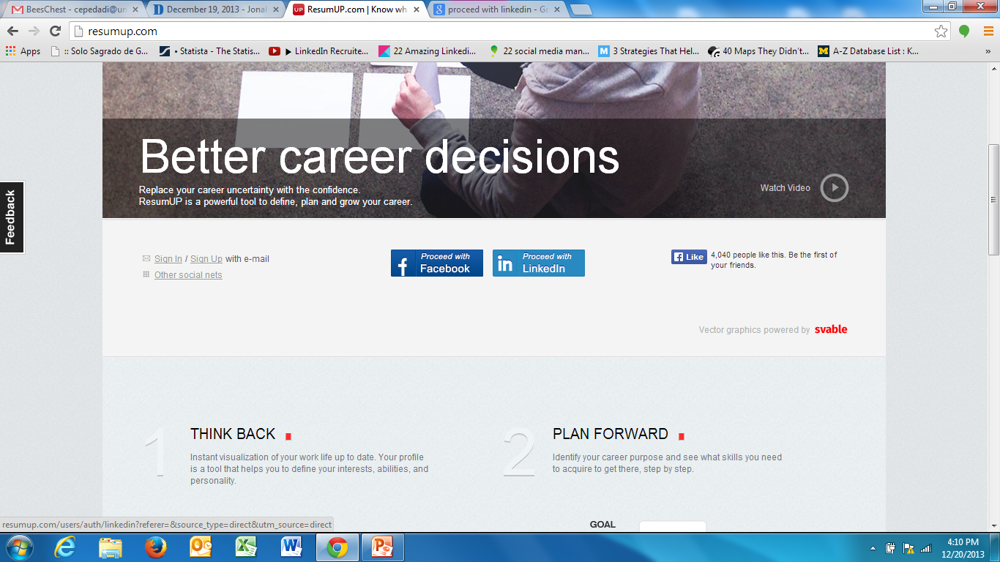 BeesChest - cepedadi@un
December 19, 2013 - Jonal
UP ResumUP.com | Know wh
proceed with linkedin - Go
resumup.com
Apps
:: Solo Sagrado de G...
• Statista - The Statis...
▶ LinkedIn Recruite...
22 Amazing Linkedi...
22 social media man...
M 3 Strategies That Hel...
40 Maps They Didn't...
M A-Z Database List : K...
»
Better career decisions
Replace your career uncertainty with the confidence.
ResumUP is a powerful tool to define, plan and grow your career.
Watch Video
Feedback
Sign In / Sign Up with e-mail
Other social nets
f Proceed with
Facebook
in Proceed with
LinkedIn
f Like
4,040 people like this. Be the first of
your friends.
Vector graphics powered by svable
1
THINK BACK
Instant visualization of your work life up to date. Your profile
is a tool that helps you to define your interests, abilities, and
personality.
2
PLAN FORWARD
Identify your career purpose and see what skills you need
to acquire to get there, step by step.
GOAL
resumup.com/users/auth/linkedin?referer=&source_type=direct&utm_source=direct
4:10 PM
12/20/2013